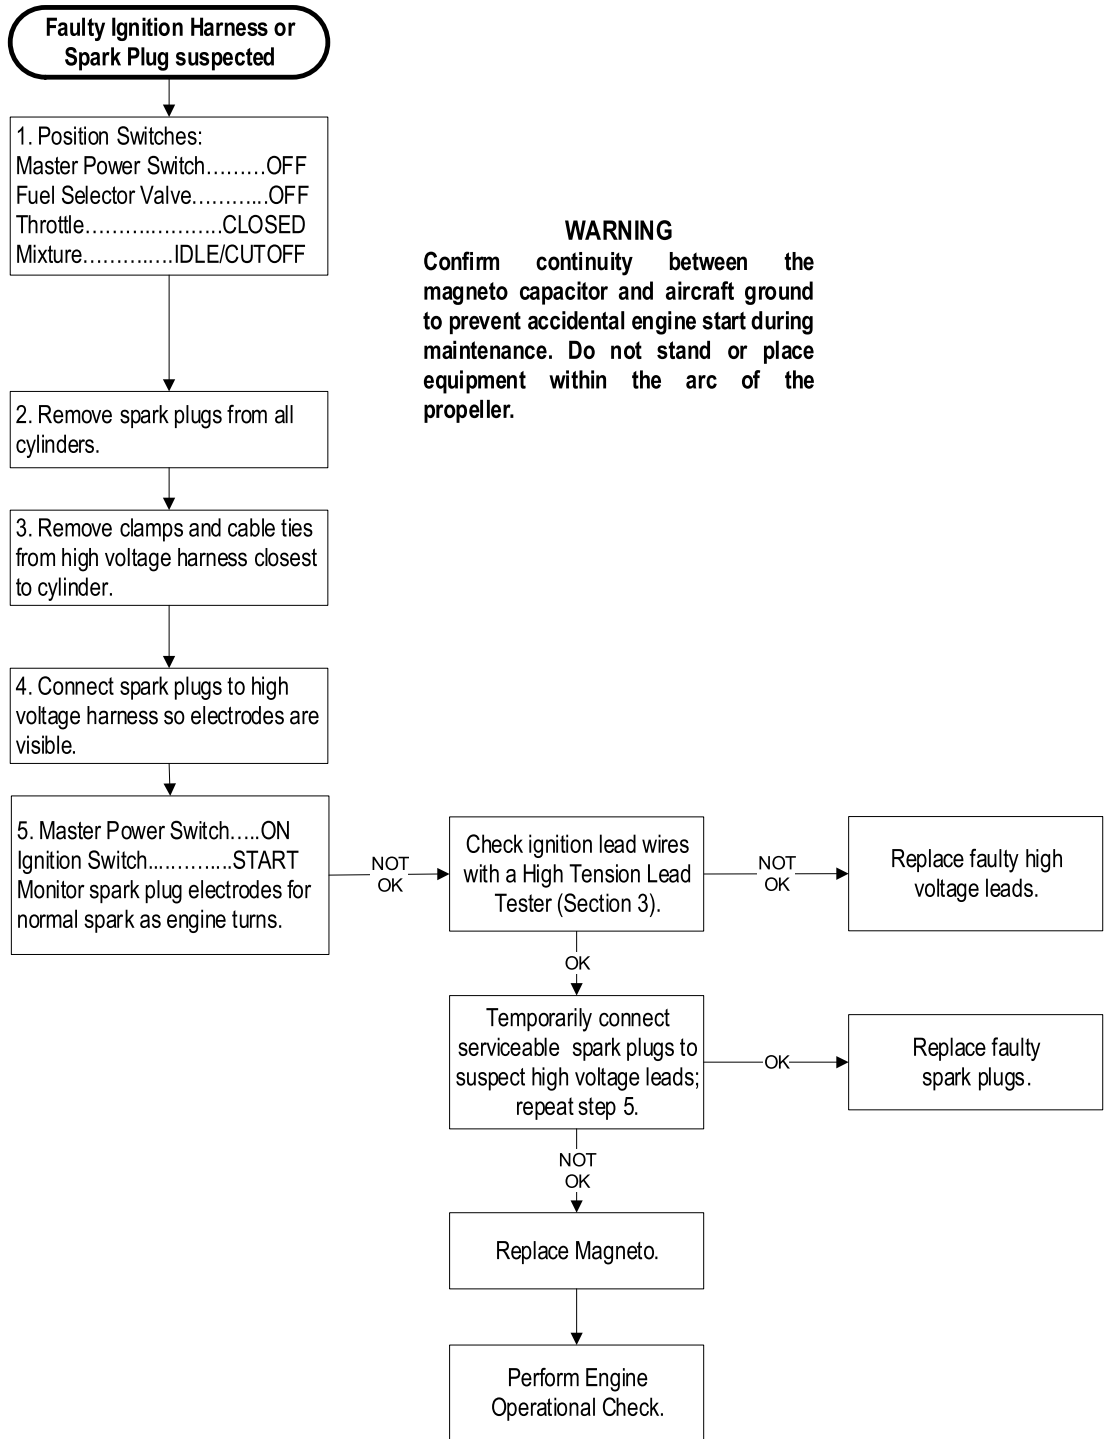 Faulty Ignition Harness or
Spark Plug suspected
1. Position Switches:
Master Power Switch………OFF
Fuel Selector Valve………...OFF
Throttle……….………..CLOSED
Mixture………..….IDLE/CUTOFF
WARNING
Confirm continuity between the
magneto capacitor and aircraft ground
to prevent accidental engine start during
maintenance. Do not stand or place
equipment within the arc of the
propeller.
2. Remove spark plugs from all
cylinders.
3. Remove clamps and cable ties
from high voltage harness closest
to cylinder.
4. Connect spark plugs to high
voltage harness so electrodes are
visible.
5. Master Power Switch…..ON
Ignition Switch...………...START
Monitor spark plug electrodes for
normal spark as engine turns.
NOT
OK
Check ignition lead wires
with a High Tension Lead
Tester (Section 3).
NOT
OK
Replace faulty high
voltage leads.
OK
Temporarily connect
serviceable spark plugs to
suspect high voltage leads;
repeat step 5.
OK
Replace faulty
spark plugs.
NOT
OK
Replace Magneto.
Perform Engine
Operational Check.